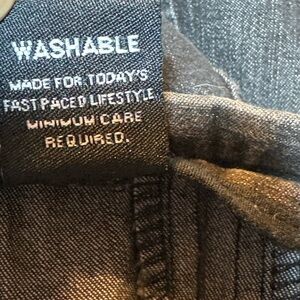 WASHABLE
MADE FOR TODAY'S
FAST PACED LIFESTYLE
MINIMUM CARE
REQUIRED.